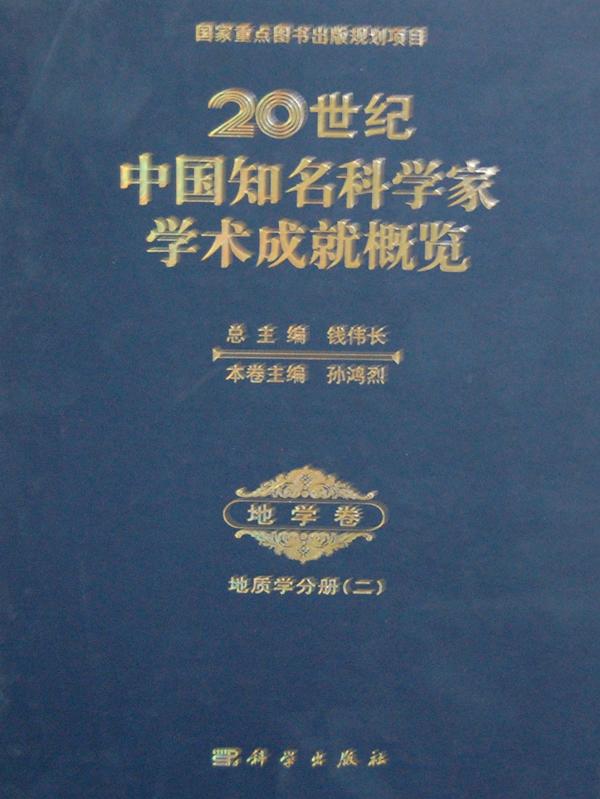 国家重点图书出版规划项目
20世纪
中国知名科学家
学术成就概览
总主编 钱伟长
本卷主编 孙鸿烈
地学卷
地质学分册(二)
科学出版社